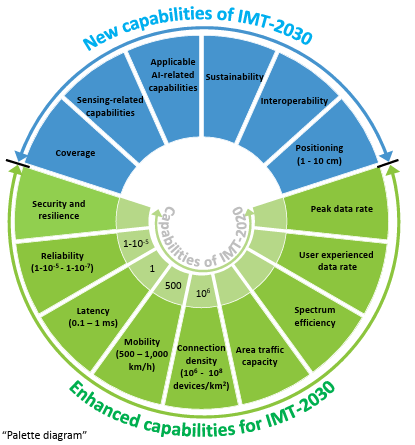 New capabilities of IMT-2030
Applicable
AI-related
capabilities
Sustainability
Sensing-related
capabilities
Interoperability
Coverage
Positioning
(1 - 10 cm)
Security and
resilience
Capabilities of IMT-2020
Peak data rate
Reliability
(1-10⁻⁵ - 1-10⁻⁷)
1-10⁻⁵
User experienced
data rate
1
Latency
(0.1 – 1 ms)
500
10⁶
Spectrum
efficiency
Mobility
(500 – 1,000
km/h)
Connection
density
(10⁶ - 10⁸
devices/km²)
Area traffic
capacity
Enhanced capabilities for IMT-2030
“Palette diagram”